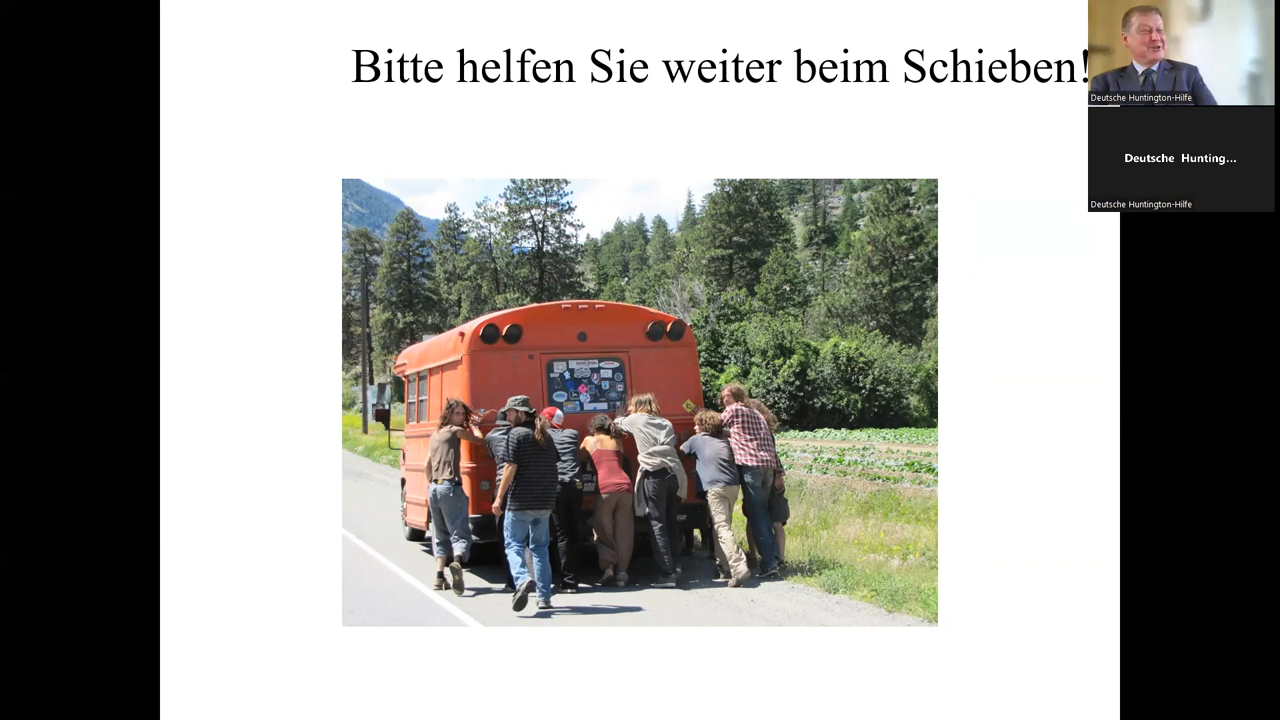 Bitte helfen Sie weiter beim Schieben!
Deutsche Huntington-Hilfe
Deutsche Hunting...
Deutsche Huntington-Hilfe